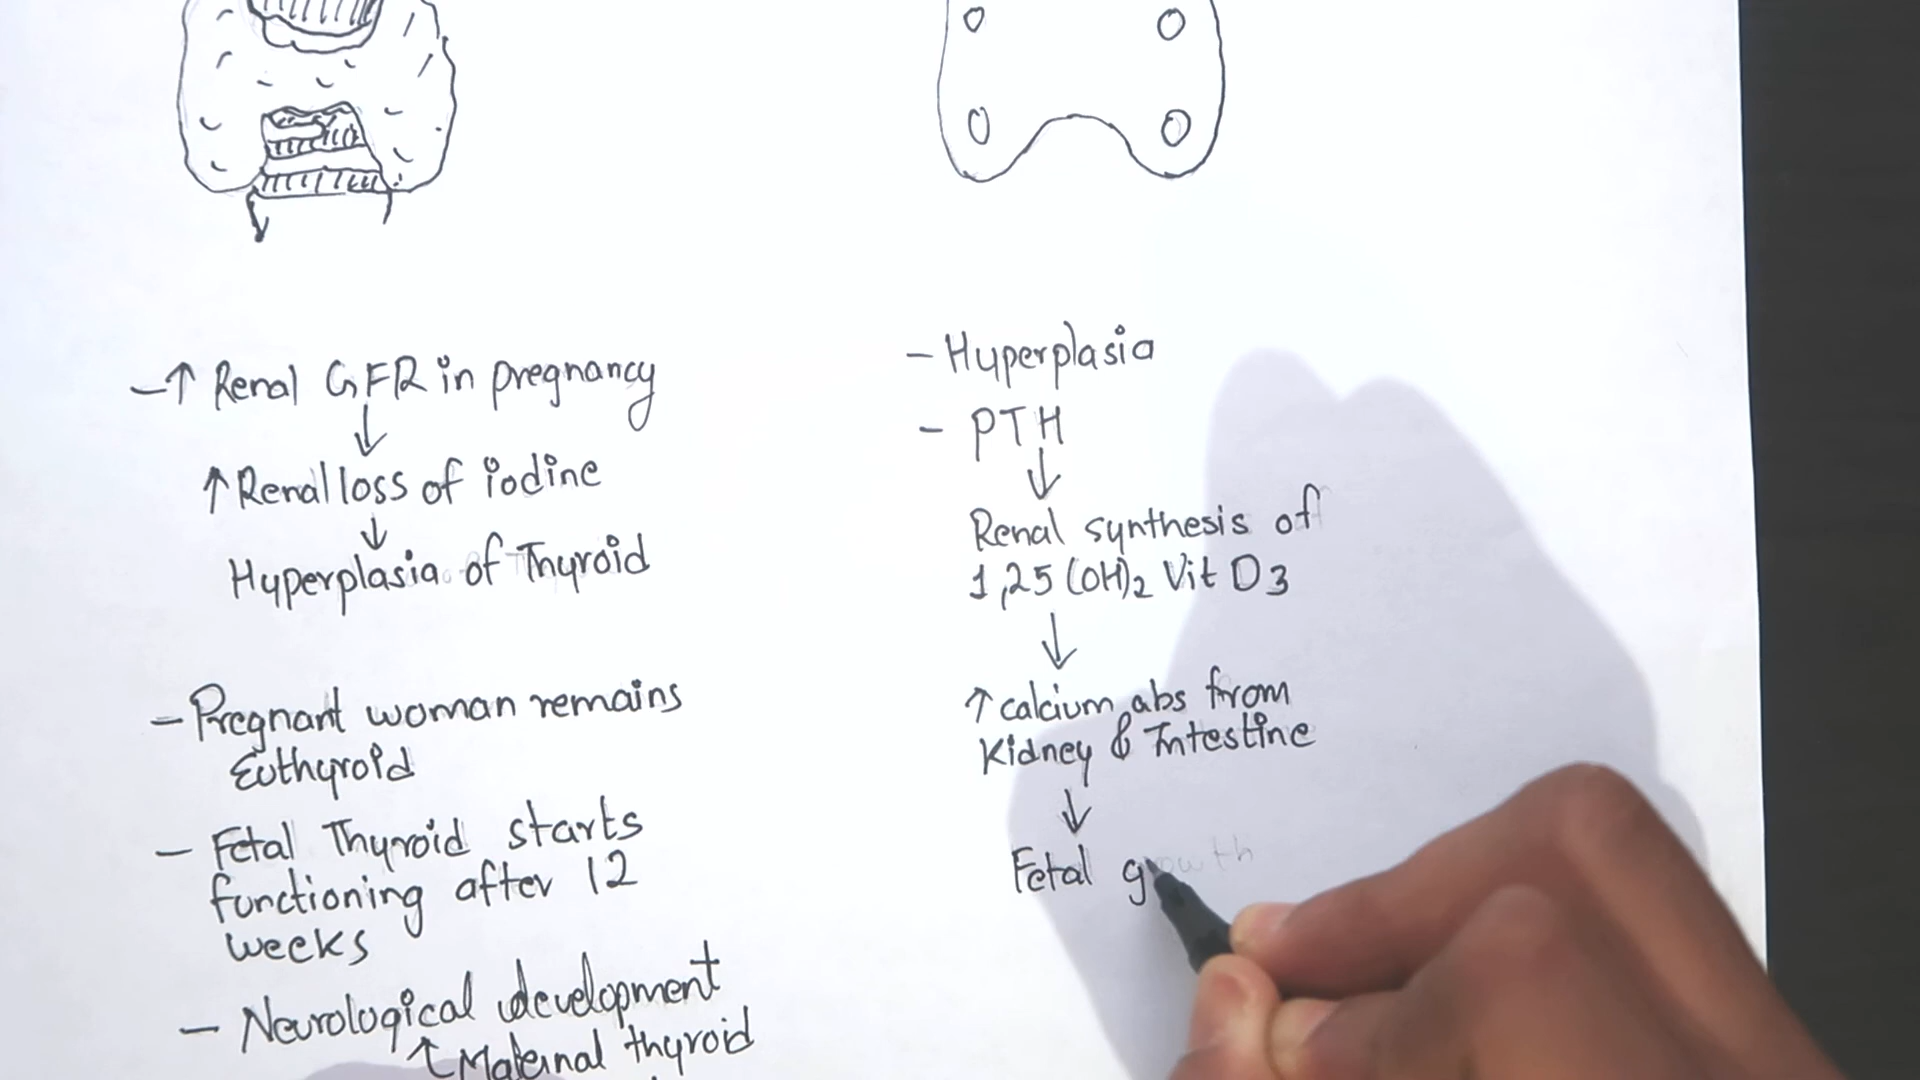 -↑ Renal GFR in pregnancy
↓
↑ Renal loss of iodine
↓
Hyperplasia of Thyroid
- Pregnant woman remains
Euthyroid
- Fetal Thyroid starts
functioning after 12
weeks
- Neurological development
↑ Maternal thyroid
- Hyperplasia
- PTH
↓
Renal synthesis of
1,25 (OH)2 Vit D3
↓
↑ calcium abs from
Kidney & Intestine
↓
Fetal growth